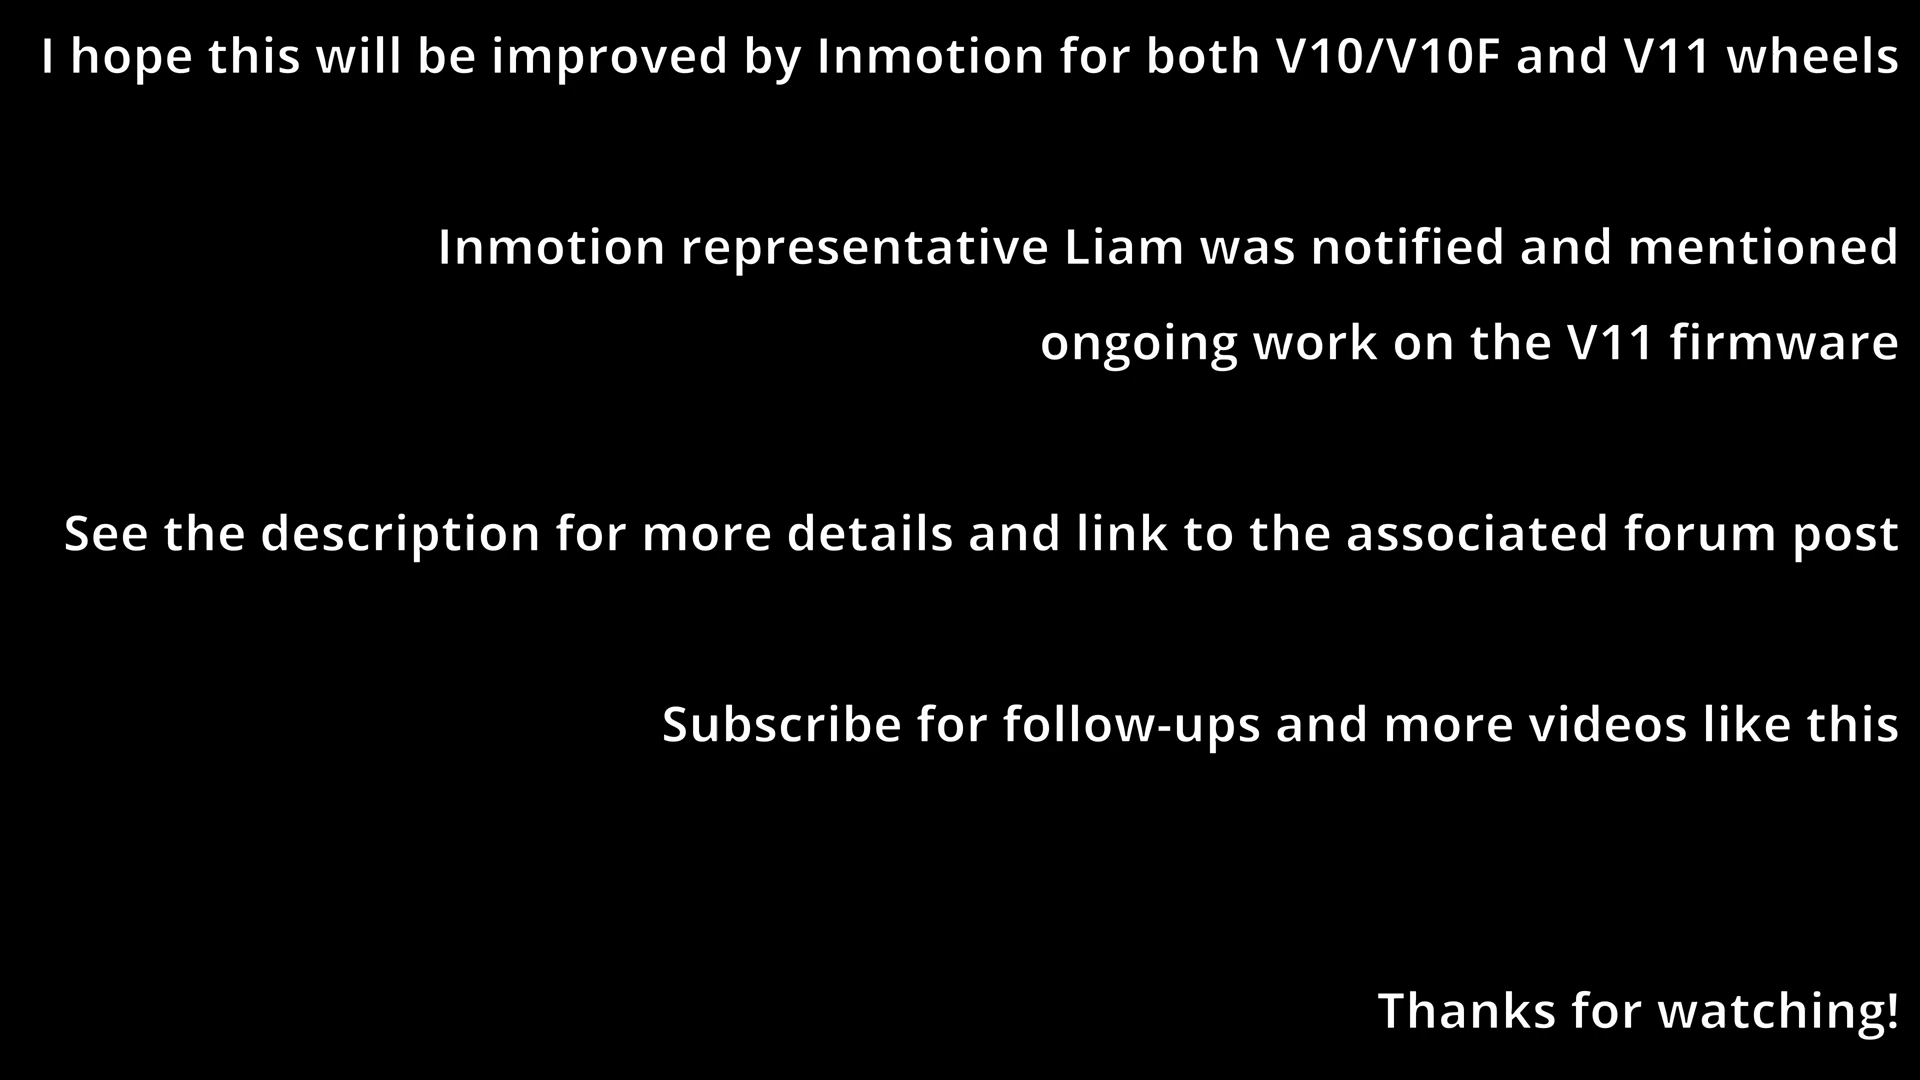 I hope this will be improved by Inmotion for both V10/V10F and V11 wheels
Inmotion representative Liam was notified and mentioned
ongoing work on the V11 firmware
See the description for more details and link to the associated forum post
Subscribe for follow-ups and more videos like this
Thanks for watching!